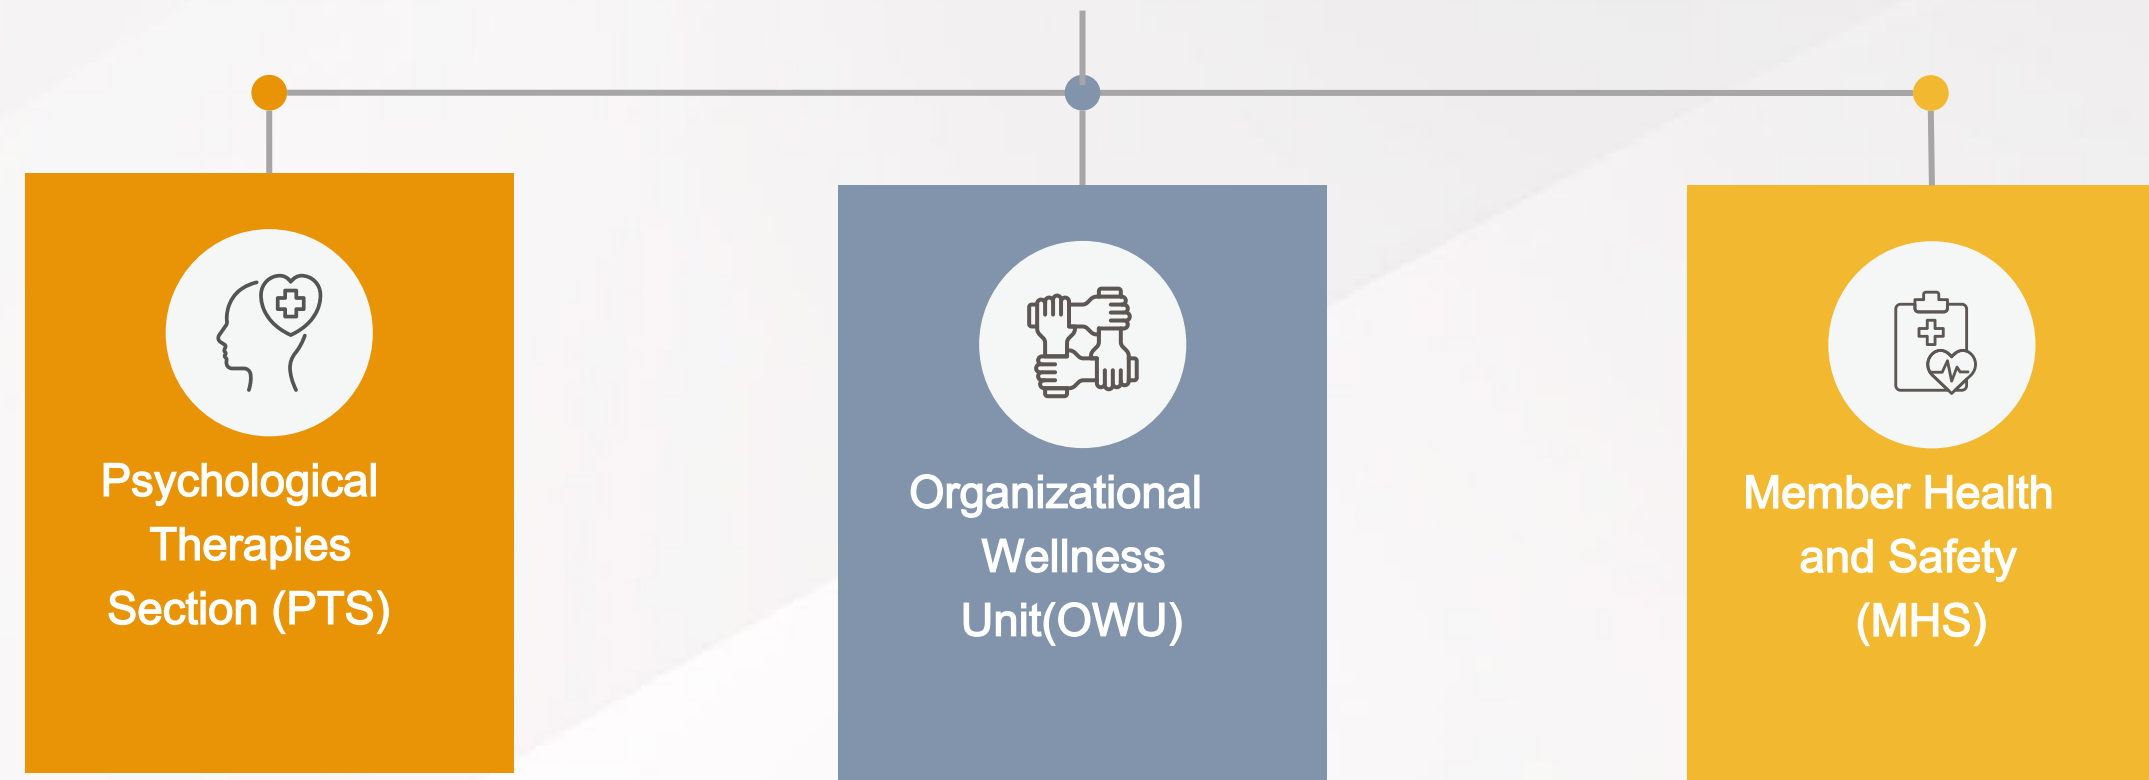 Psychological
Therapies
Section (PTS)
Organizational
Wellness
Unit(OWU)
Member Health
and Safety
(MHS)